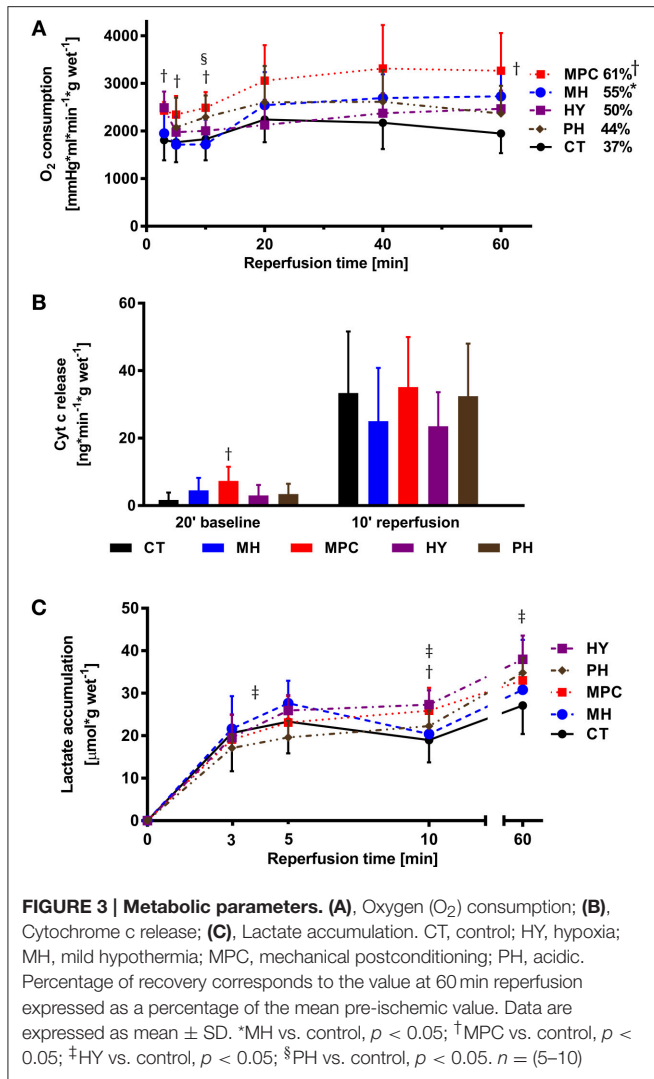 A
O2 consumption
[mmHg*ml*min-1*g wet-1]
4000
3000
2000
1000
0
† † § † †
MPC 61%†
MH 55%*
HY 50%
PH 44%
CT 37%
0 20 40 60
Reperfusion time [min]
B
Cyt c release
[ng*min-1*g wet-1]
60
40
20
0
†
20' baseline 10' reperfusion
CT MH MPC HY PH
C
Lactate accumulation
[μmol*g wet-1]
50
40
30
20
10
0
‡ ‡ † ‡
HY
PH
MPC
MH
CT
0 3 5 10 60
Reperfusion time [min]
FIGURE 3 | Metabolic parameters. (A), Oxygen (O2) consumption; (B),
Cytochrome c release; (C), Lactate accumulation. CT, control; HY, hypoxia;
MH, mild hypothermia; MPC, mechanical postconditioning; PH, acidic.
Percentage of recovery corresponds to the value at 60 min reperfusion
expressed as a percentage of the mean pre-ischemic value. Data are
expressed as mean ± SD. *MH vs. control, p < 0.05; †MPC vs. control, p <
0.05; ‡HY vs. control, p < 0.05; §PH vs. control, p < 0.05. n = (5–10)